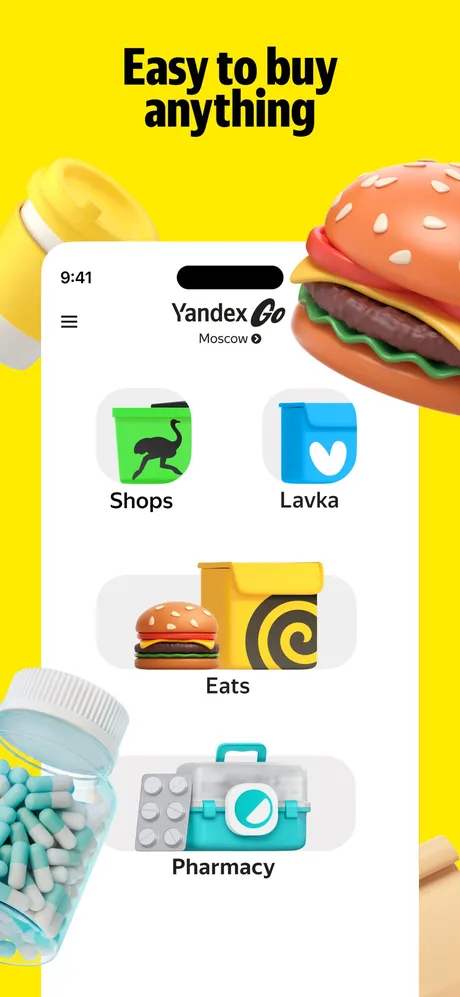 Easy to buy
anything
9:41
Yandex Go
Moscow
Shops
Lavka
Eats
Pharmacy